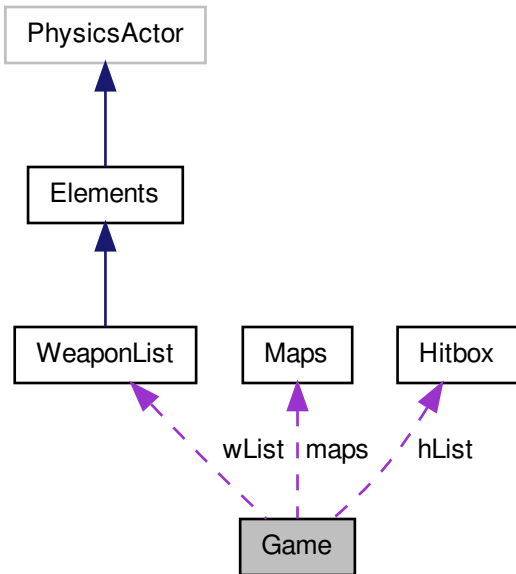 PhysicsActor
Elements
WeaponList
Maps
Hitbox
wList
maps
hList
Game